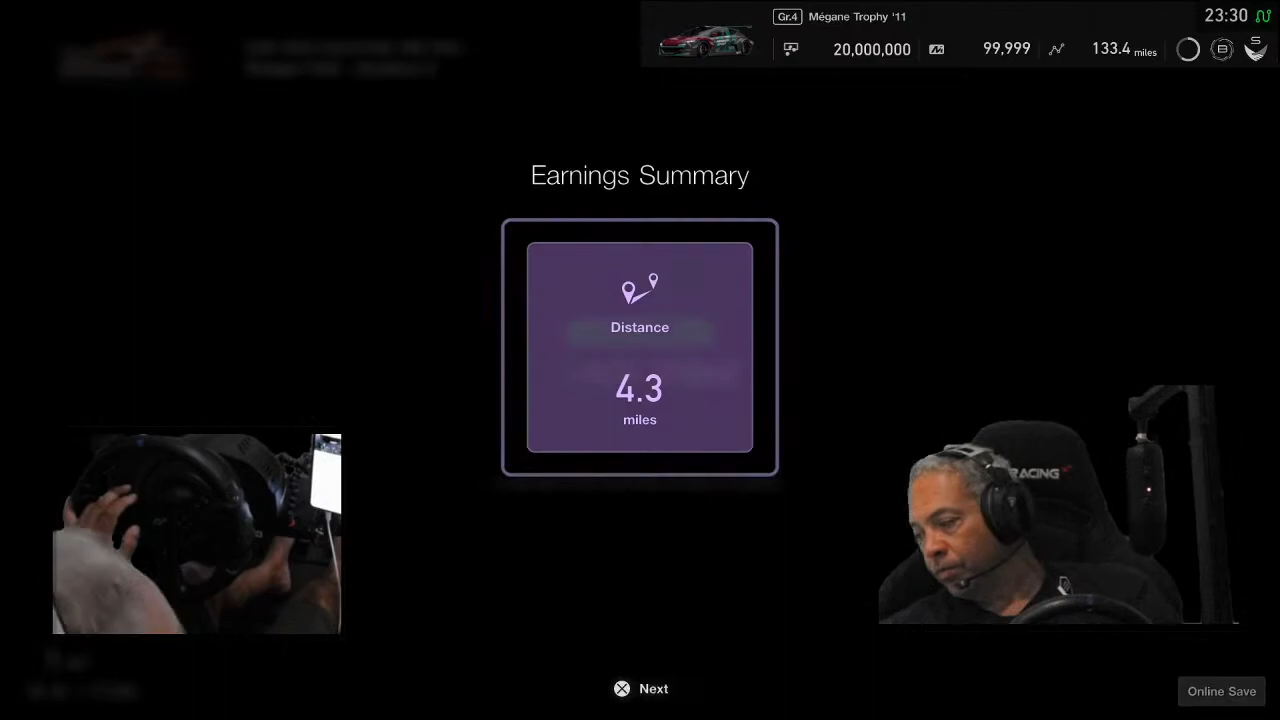 Gr.4 Mégane Trophy '11
23:30
20,000,000
99,999
133.4 miles
B
S
Earnings Summary
Distance
4.3
miles
RACING
Next
Online Save